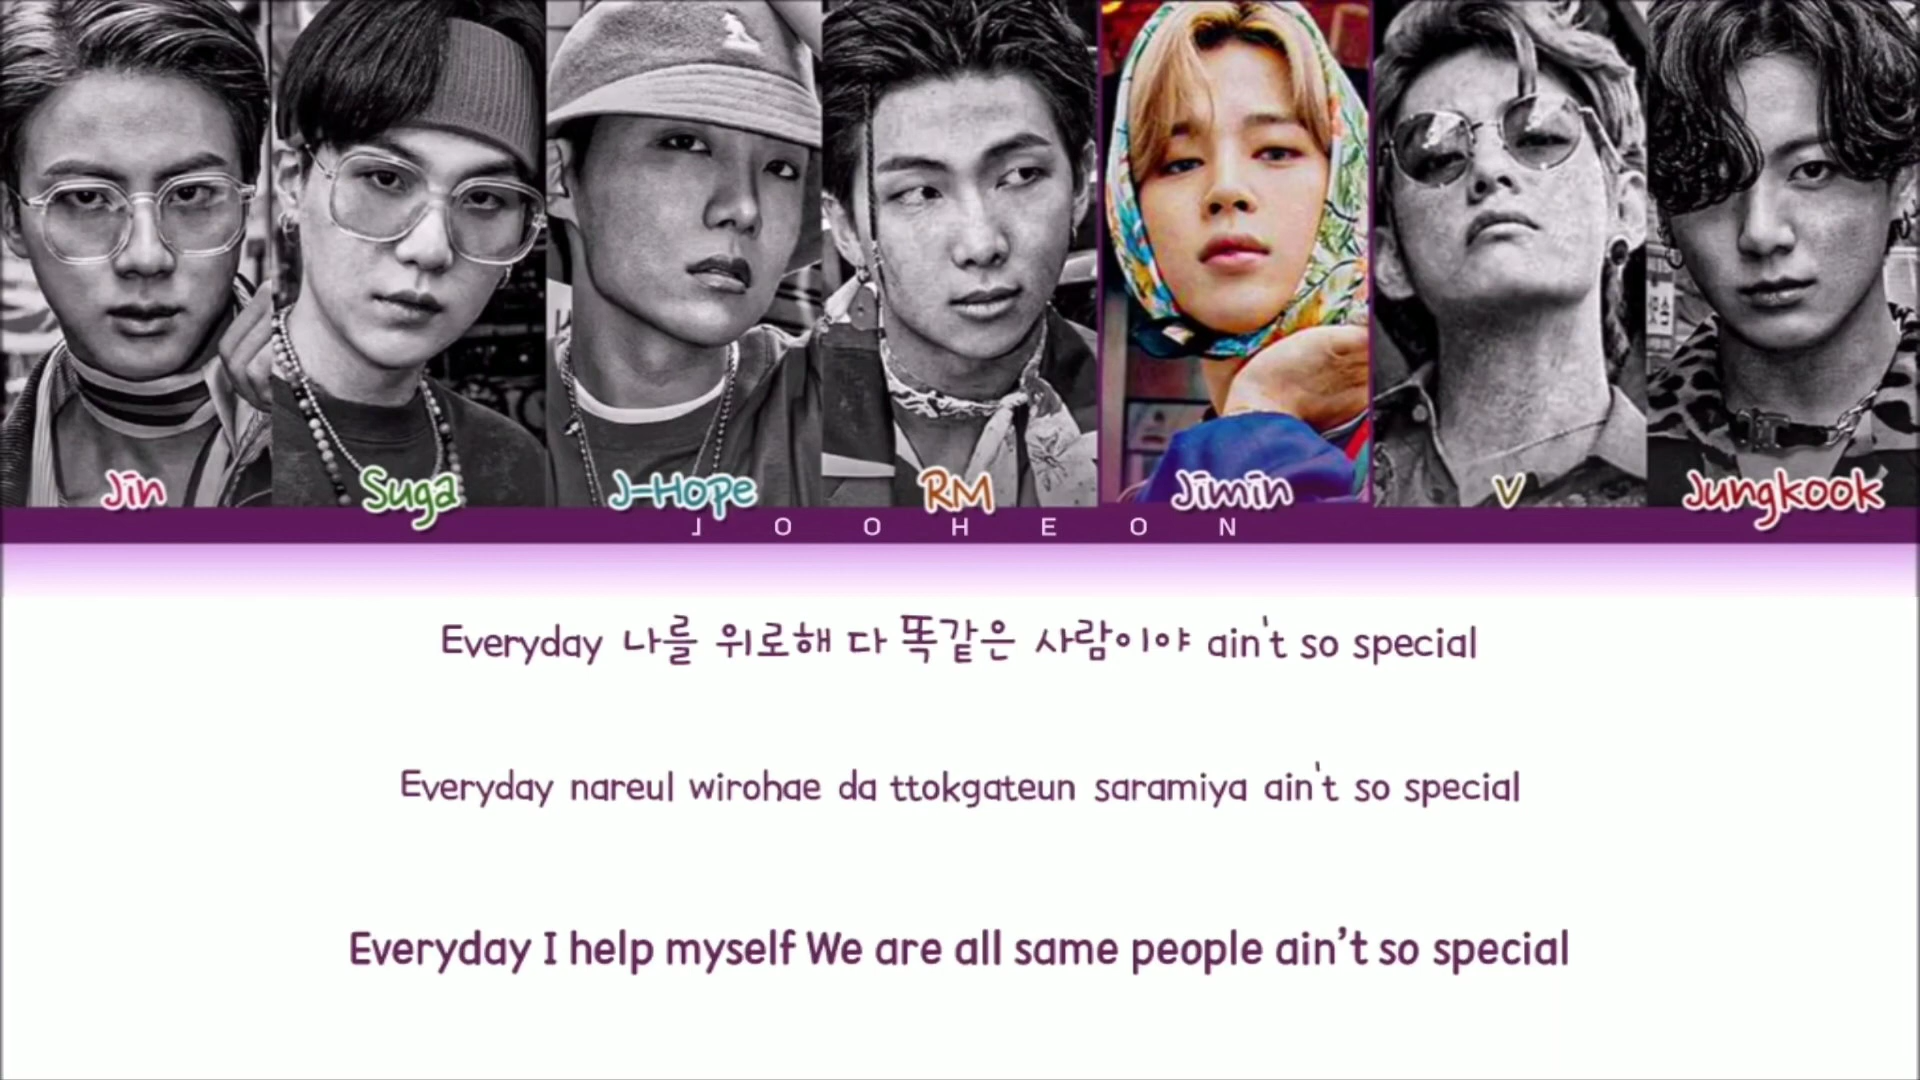 Jin
Suga
J-Hope
RM
Jimin
V
Jungkook
JOOHEON
Everyday 나를 위로해 다 똑같은 사람이야 ain't so special
Everyday nareul wirohae da ttokgateun saramiya ain't so special
Everyday I help myself We are all same people ain't so special